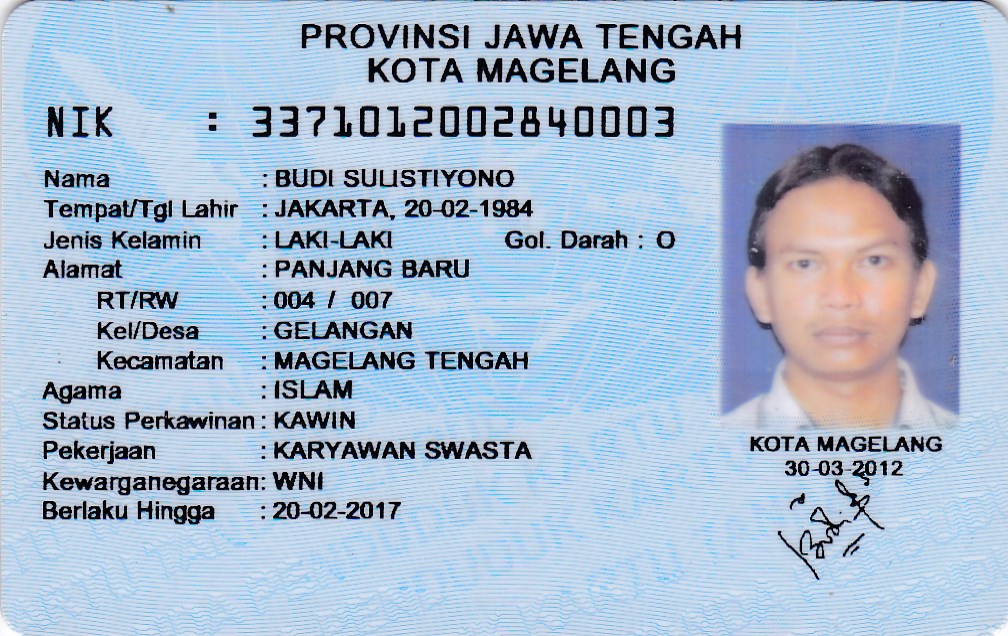 PROVINSI JAWA TENGAH
KOTA MAGELANG
NIK : 3371012002840003
Nama : BUDI SULISTIYONO
Tempat/Tgl Lahir : JAKARTA, 20-02-1984
Jenis Kelamin : LAKI-LAKI Gol. Darah : O
Alamat : PANJANG BARU
RT/RW : 004 / 007
Kel/Desa : GELANGAN
Kecamatan : MAGELANG TENGAH
Agama : ISLAM
Status Perkawinan : KAWIN
Pekerjaan : KARYAWAN SWASTA
Kewarganegaraan : WNI
Berlaku Hingga : 20-02-2017
KOTA MAGELANG
30-03-2012